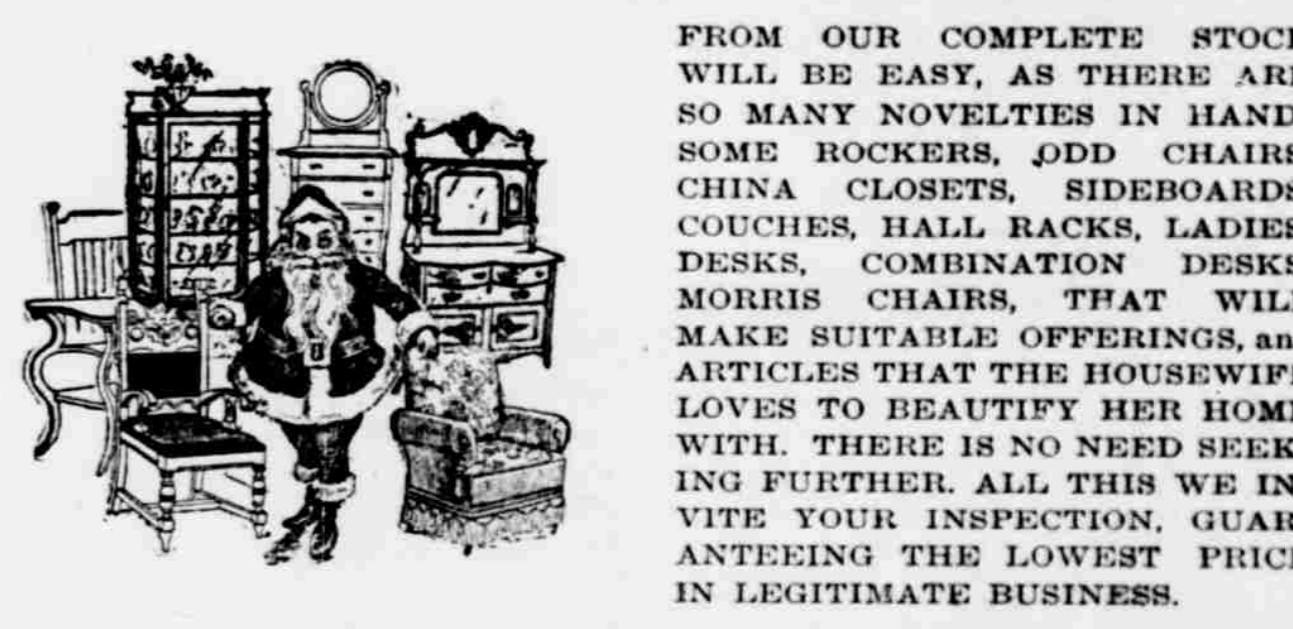 FROM OUR COMPLETE STOC
WILL BE EASY, AS THERE AR
SO MANY NOVELTIES IN HAND
SOME ROCKERS, ODD CHAIRS
CHINA CLOSETS, SIDEBOARDS
COUCHES, HALL RACKS, LADIES
DESKS, COMBINATION DESKS
MORRIS CHAIRS, THAT WIL
MAKE SUITABLE OFFERINGS, an
ARTICLES THAT THE HOUSEWIF
LOVES TO BEAUTIFY HER HOM
WITH. THERE IS NO NEED SEEK
ING FURTHER. ALL THIS WE IN
VITE YOUR INSPECTION, GUAR
ANTEEING THE LOWEST PRIC
IN LEGITIMATE BUSINESS.